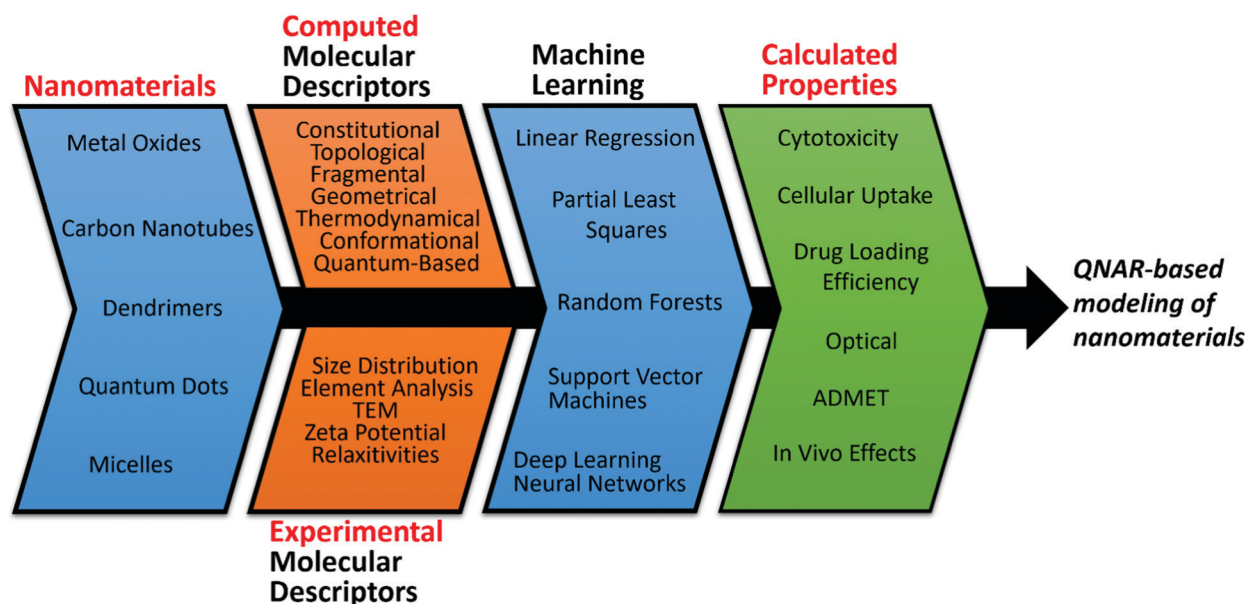 Nanomaterials
Metal Oxides
Carbon Nanotubes
Dendrimers
Quantum Dots
Micelles
Computed
Molecular
Descriptors
Constitutional
Topological
Fragmental
Geometrical
Thermodynamical
Conformational
Quantum-Based
Size Distribution
Element Analysis
TEM
Zeta Potential
Relaxitivities
Experimental
Molecular
Descriptors
Machine
Learning
Linear Regression
Partial Least
Squares
Random Forests
Support Vector
Machines
Deep Learning
Neural Networks
Calculated
Properties
Cytotoxicity
Cellular Uptake
Drug Loading
Efficiency
Optical
ADMET
In Vivo Effects
QNAR-based
modeling of
nanomaterials